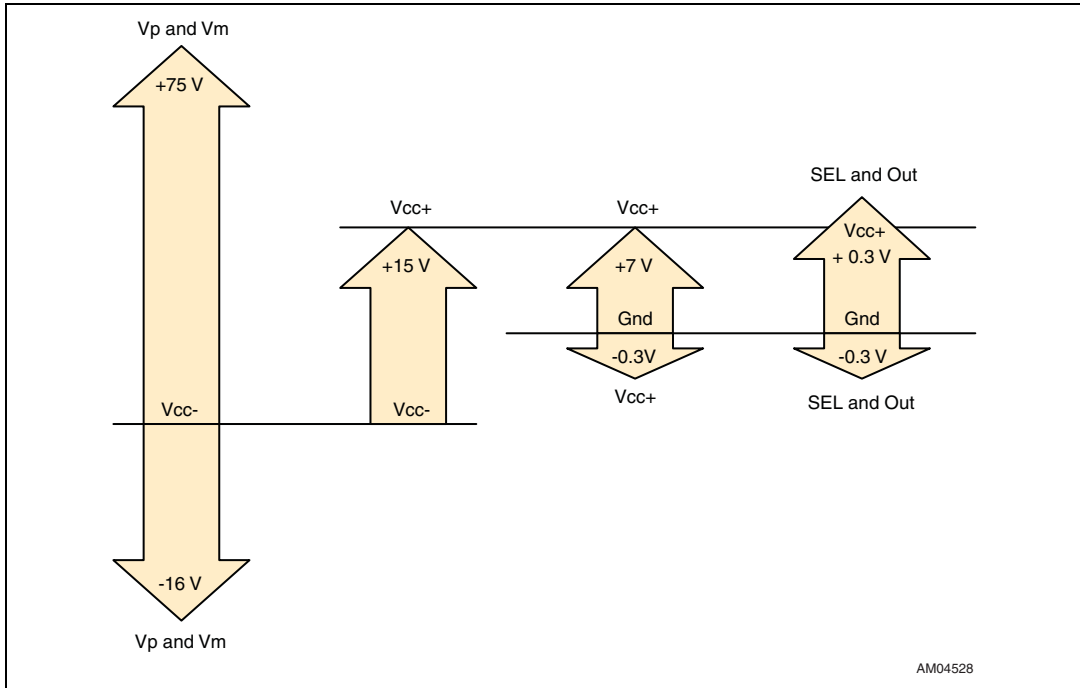 Vp and Vm
+75 V
Vcc-
-16 V
Vp and Vm
Vcc+
+15 V
Vcc-
Vcc+
+7 V
Gnd
-0.3V
Vcc+
SEL and Out
Vcc+
+ 0.3 V
Gnd
-0.3 V
SEL and Out
AM04528